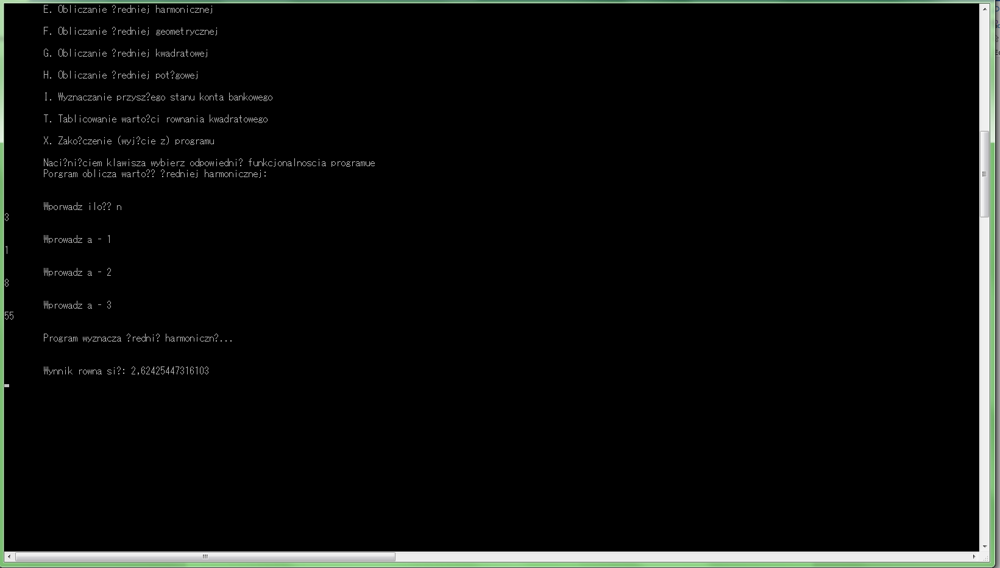 E. Obliczanie ?redniej harmonicznej
F. Obliczanie ?redniej geometrycznej
G. Obliczanie ?redniej kwadratowej
H. Obliczanie ?redniej pot?gowej
I. Wyznaczanie przysz?ego stanu konta bankowego
T. Tablicowanie warto?ci rownania kwadratowego
X. Zako?czenie (wyj?cie z) programu
Naci?ni?ciem klawisza wybierz odpowiedni? funkcjonalnoscia programue
Porgram oblicza warto?? ?redniej harmonicznej:
Wporwadz ilo?? n
3
Wprowadz a - 1
1
Wprowadz a - 2
8
Wprowadz a - 3
55
Program wyznacza ?redni? harmoniczn?...
Wynnik rowna si?: 2,62425447316103